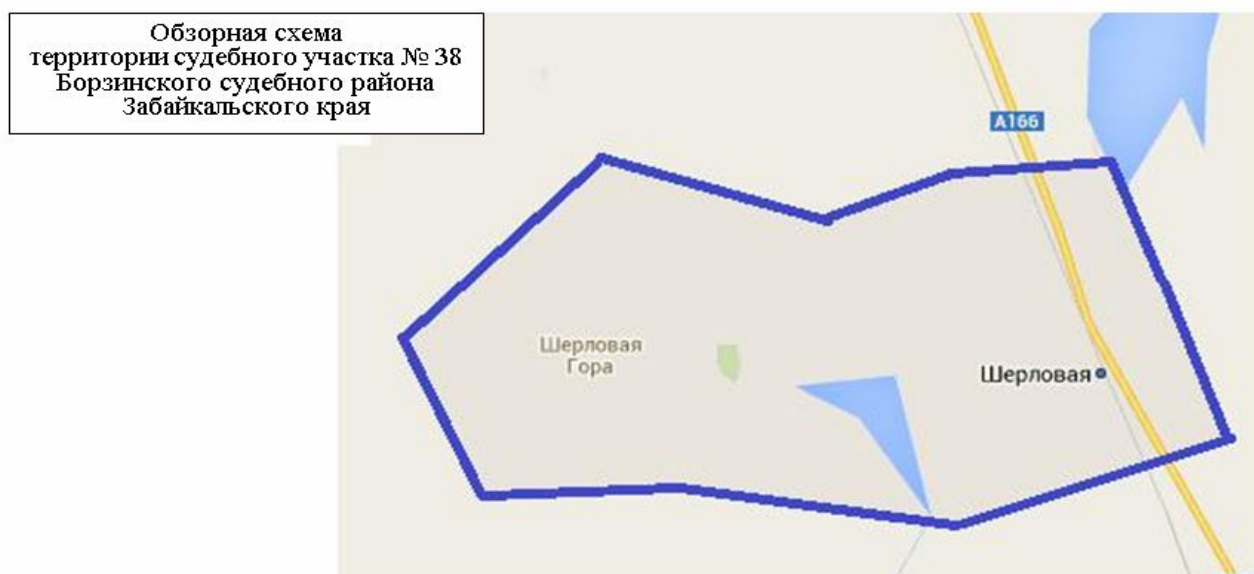 Обзорная схема
территории судебного участка № 38
Борзинского судебного района
Забайкальского края
А166
Шерловая
Гора
Шерловая